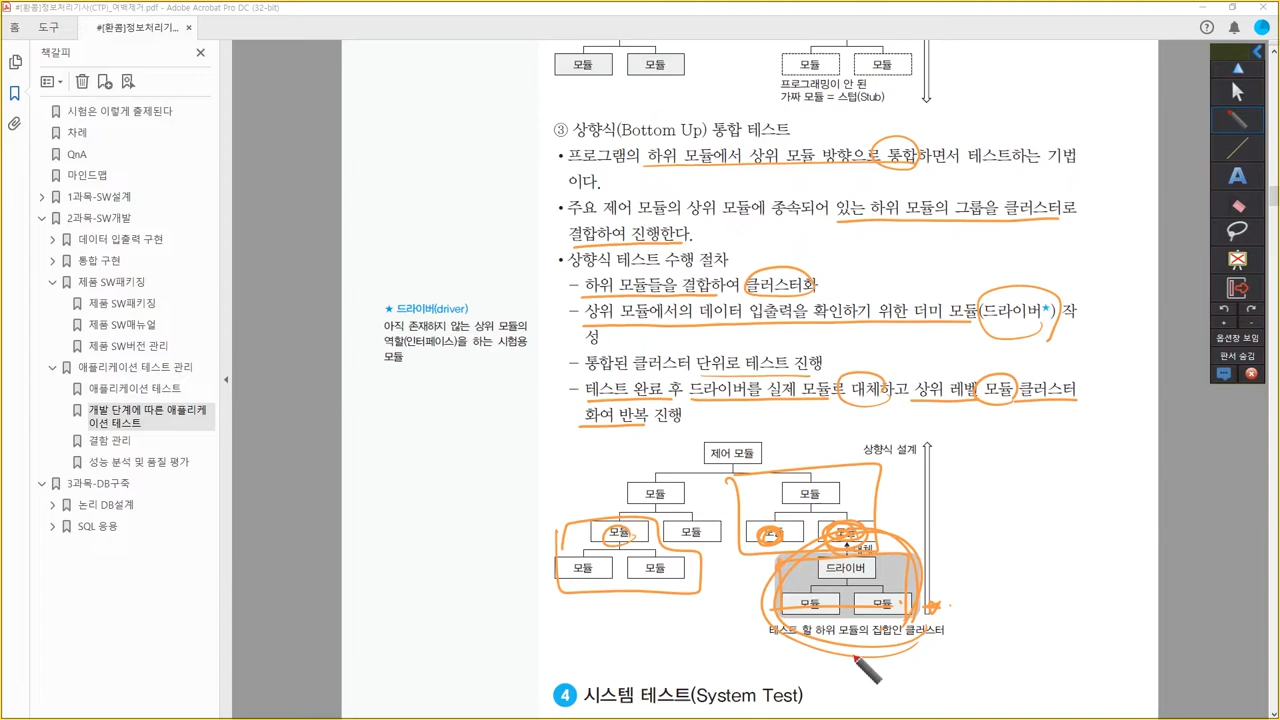 #[환콤]정보처리기사(CTP)_여백제거.pdf - Adobe Acrobat Pro DC (32-bit)
홈 도구 #[환콤]정보처리기... ×
책갈피
시험은 이렇게 출제된다
차례
QnA
마인드맵
1과목-SW설계
2과목-SW개발
데이터 입출력 구현
통합 구현
제품 SW패키징
제품 SW패키징
제품 SW매뉴얼
제품 SW버전 관리
애플리케이션 테스트 관리
애플리케이션 테스트
개발 단계에 따른 애플리케
이션 테스트
결함 관리
성능 분석 및 품질 평가
3과목-DB구축
논리 DB설계
SQL 응용
모듈 모듈 모듈 모듈
프로그래밍이 안 된
가짜 모듈 = 스텁(Stub)
③ 상향식(Bottom Up) 통합 테스트
• 프로그램의 하위 모듈에서 상위 모듈 방향으로 통합하면서 테스트하는 기법
이다.
• 주요 제어 모듈의 상위 모듈에 종속되어 있는 하위 모듈의 그룹을 클러스터로
결합하여 진행한다.
• 상향식 테스트 수행 절차
– 하위 모듈들을 결합하여 클러스터화
– 상위 모듈에서의 데이터 입출력을 확인하기 위한 더미 모듈(드라이버★) 작
성
– 통합된 클러스터 단위로 테스트 진행
– 테스트 완료 후 드라이버를 실제 모듈로 대체하고 상위 레벨 모듈 클러스터
화여 반복 진행
★ 드라이버(driver)
아직 존재하지 않는 상위 모듈의
역할(인터페이스)을 하는 시험용
모듈
제어 모듈 상향식 설계
모듈 모듈
모듈 모듈 모듈 모듈
대체
모듈 모듈 드라이버
모듈 모듈
테스트 할 하위 모듈의 집합인 클러스터
4 시스템 테스트(System Test)
옵션장 보임
판서 숨김